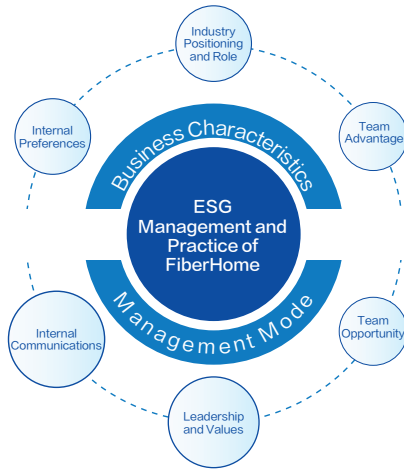 Industry
Positioning
and Role
Internal
Preferences
Team
Advantage
Business Characteristics
ESG
Management and
Practice of
FiberHome
Management Mode
Internal
Communications
Team
Opportunity
Leadership
and Values